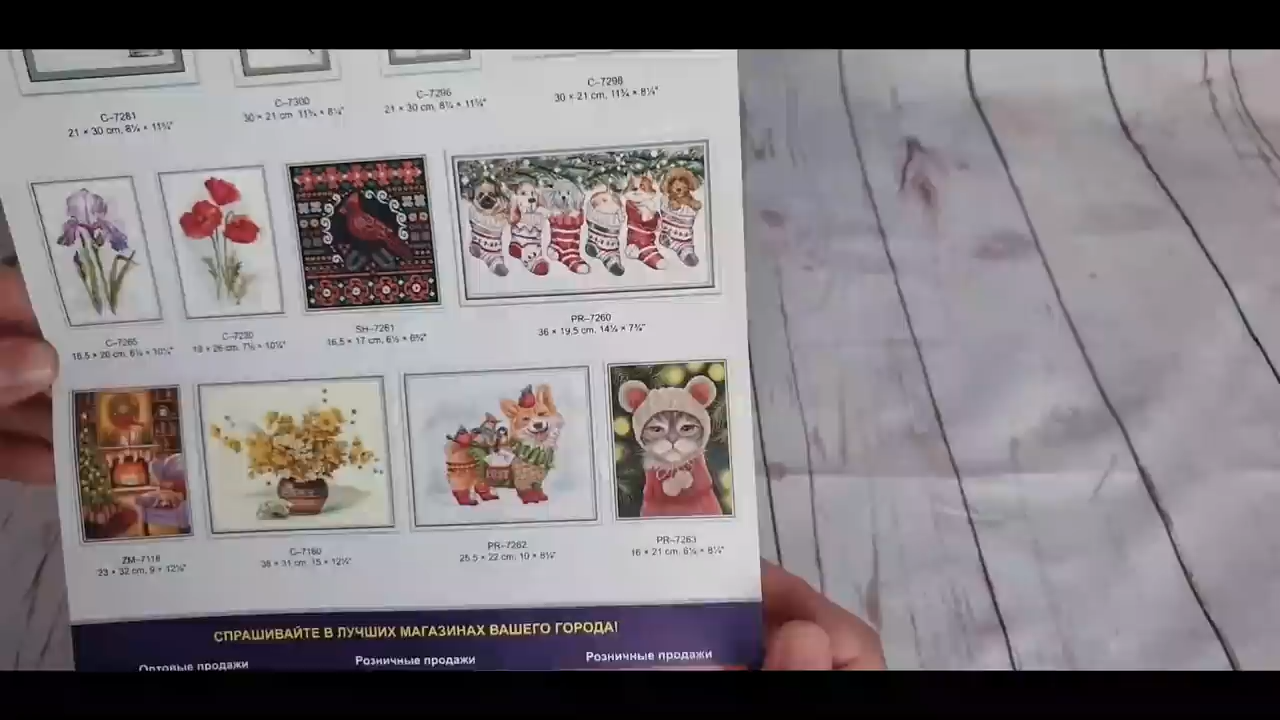 С-7281
21 × 30 cm, 8¼ × 11¾"
С-7300
30 × 21 cm 11¾ × 8¼"
С-7296
21 × 30 cm, 8¼ × 11¾"
С-7298
30 × 21 cm, 11¾ × 8¼"
С-7265
16.5 × 26 cm, 6½ × 10¼"
С-7230
18 × 26 cm, 7⅛ × 10¼"
SH-7261
16,5 × 17 cm, 6½ × 6¾"
PR-7260
36 × 19,5 cm, 14¼ × 7¾"
ZM-7116
23 × 32 cm, 9 × 12⅝"
С-7160
38 × 31 cm, 15 × 12¼"
PR-7262
25.5 × 22 cm, 10 × 8¾"
PR-7263
16 × 21 cm, 6¼ × 8¼"
СПРАШИВАЙТЕ В ЛУЧШИХ МАГАЗИНАХ ВАШЕГО ГОРОДА!
Оптовые продажи
Розничные продажи
Розничные продажи